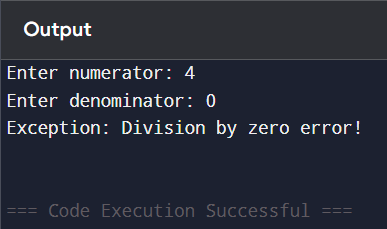 Output
Enter numerator: 4
Enter denominator: 0
Exception: Division by zero error!
=== Code Execution Successful ===